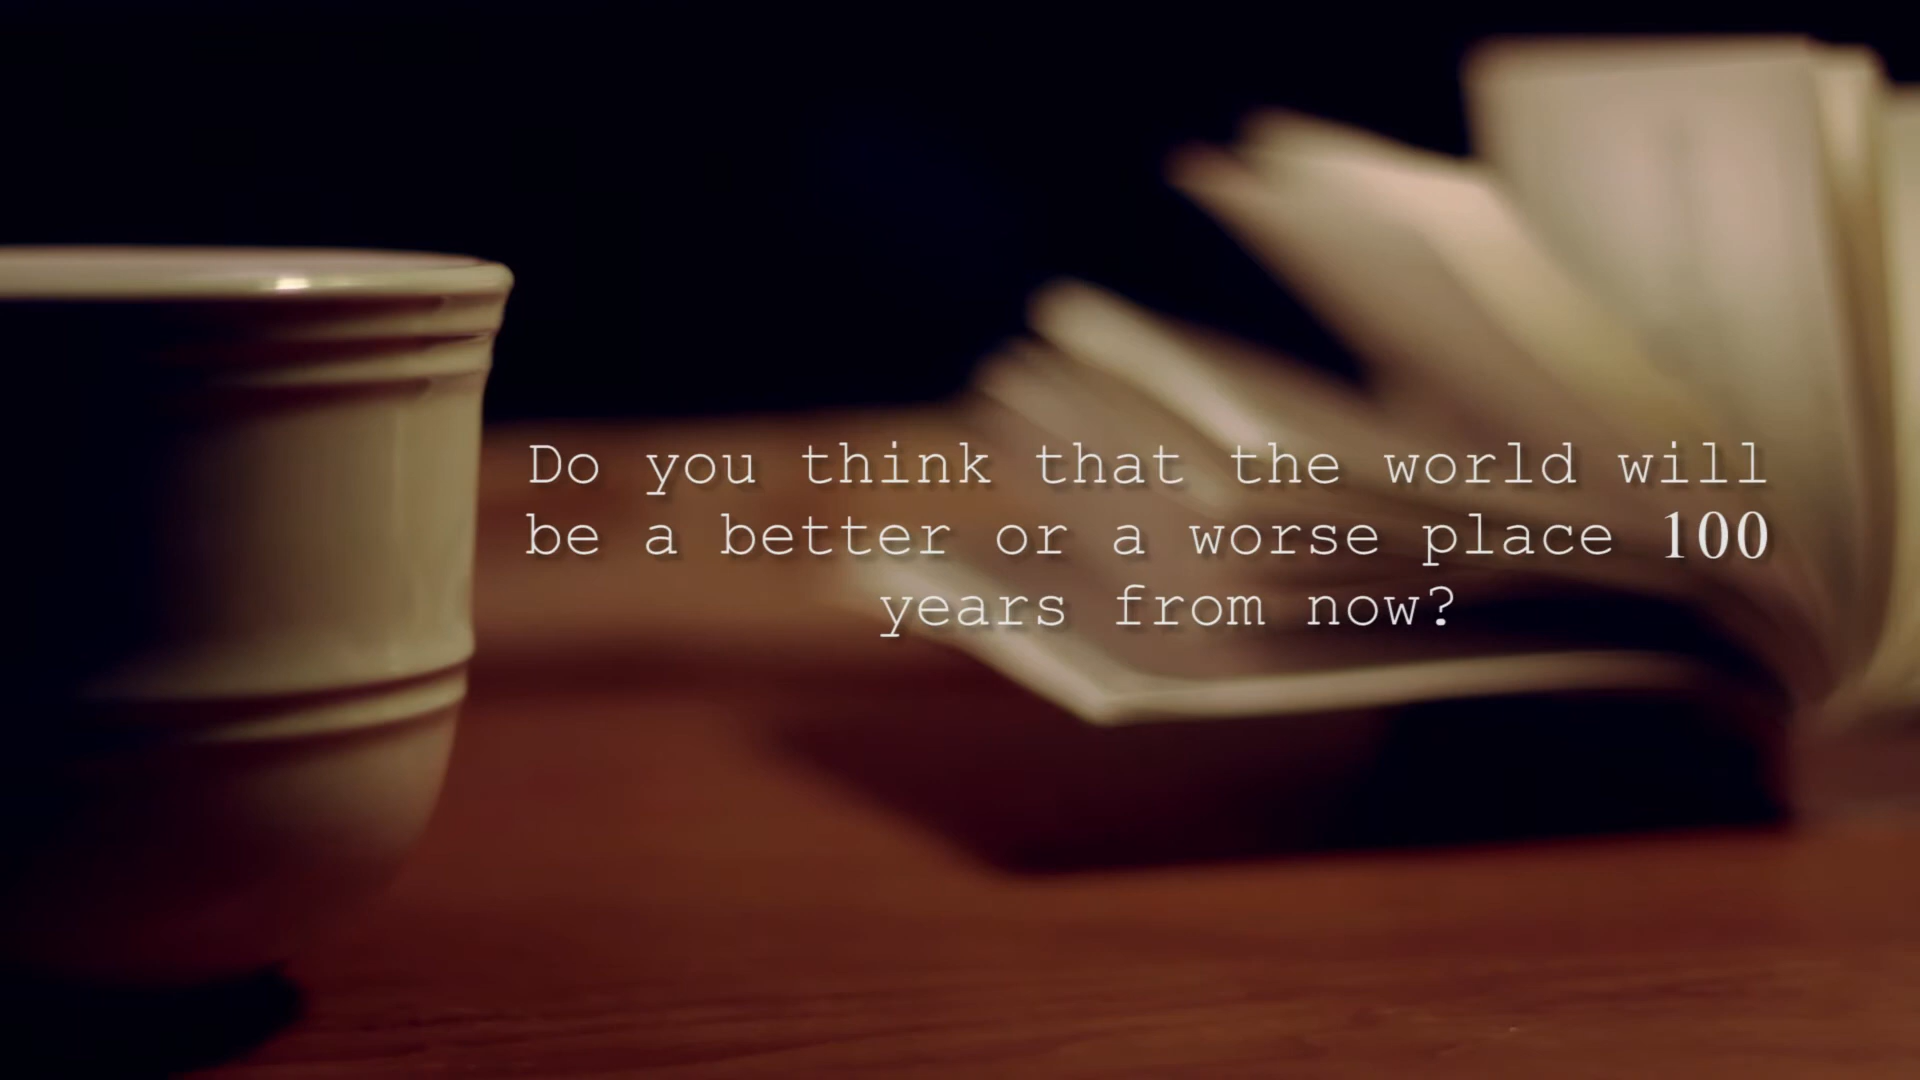 Do you think that the world will
be a better or a worse place 100
years from now?